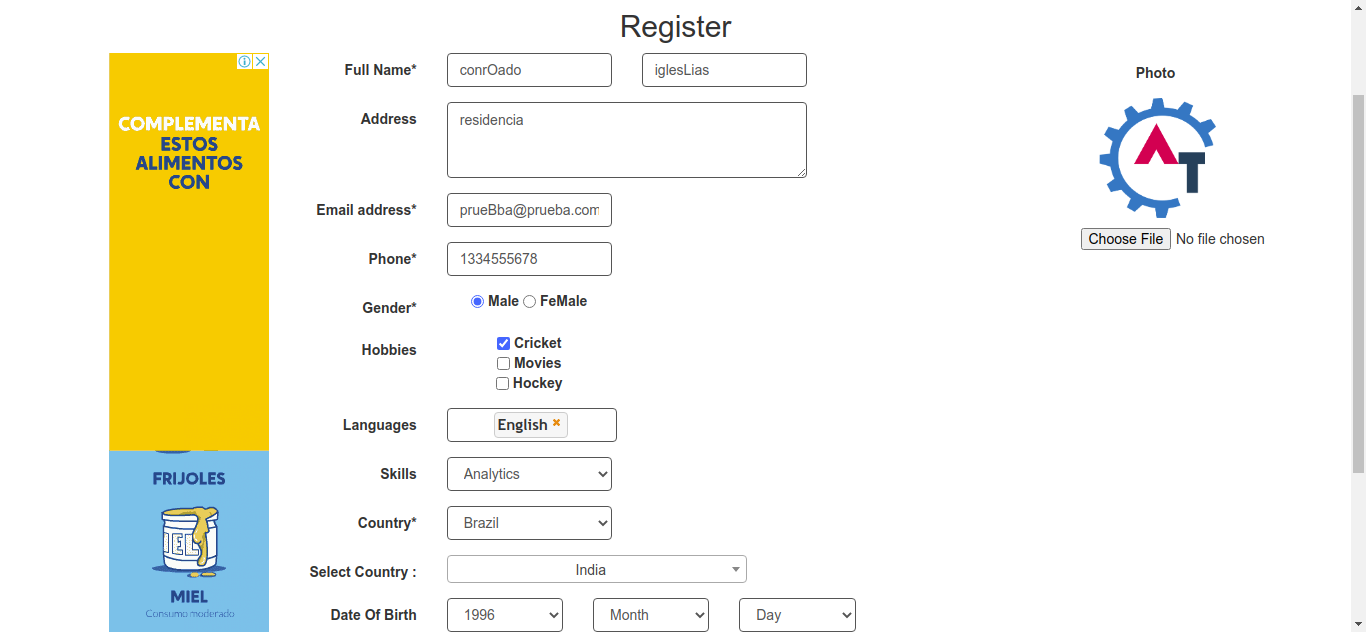 Register
COMPLEMENTA
ESTOS
ALIMENTOS
CON
FRIJOLES
MIEL
MIEL
Consumo moderado
Full Name* conrOado iglesLias
Address residencia
Email address* prueBba@prueba.com
Phone* 1334555678
Gender* Male FeMale
Hobbies Cricket
Movies
Hockey
Languages English
Skills Analytics
Country* Brazil
Select Country : India
Date Of Birth 1996 Month Day
Photo
AT
Choose File No file chosen